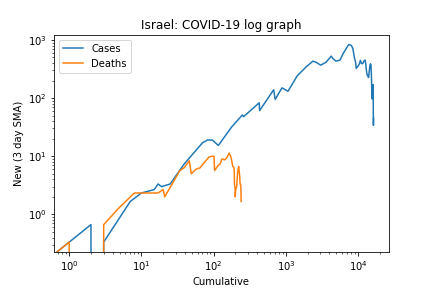 Israel: COVID-19 log graph
Cases
Deaths
New (3 day SMA)
10³
10²
10¹
10⁰
10⁰ 10¹ 10² 10³ 10⁴
Cumulative